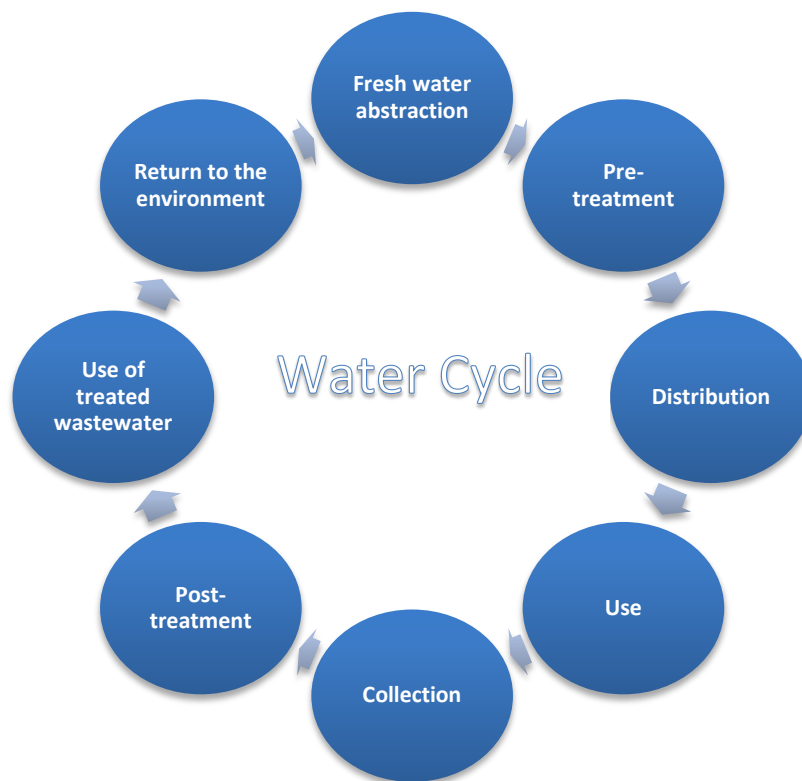 Fresh water
abstraction
Pre-
treatment
Distribution
Use
Collection
Post-
treatment
Use of
treated
wastewater
Return to the
environment
Water Cycle